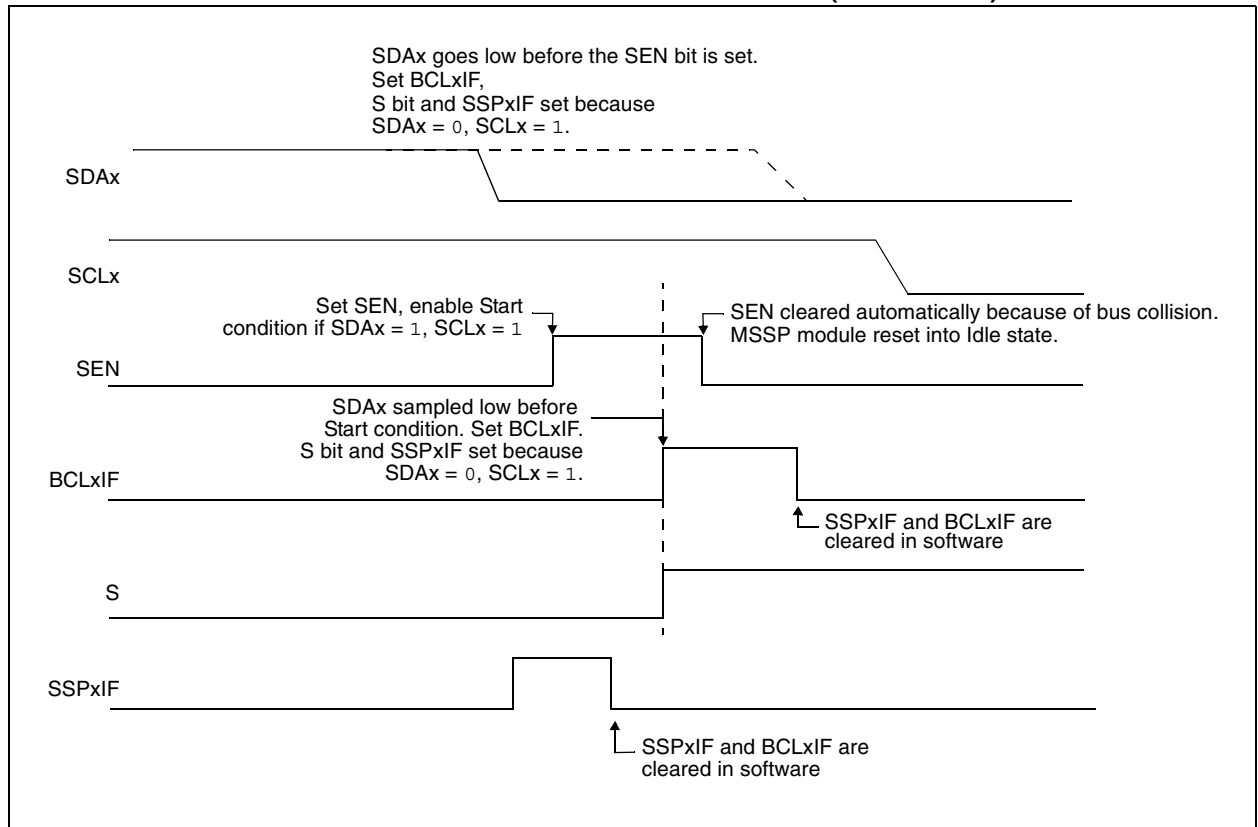 SDAx goes low before the SEN bit is set.
Set BCLxIF,
S bit and SSPxIF set because
SDAx = 0, SCLx = 1.
SDAx
SCLx
Set SEN, enable Start
condition if SDAx = 1, SCLx = 1
SEN cleared automatically because of bus collision.
MSSP module reset into Idle state.
SEN
SDAx sampled low before
Start condition. Set BCLxIF.
S bit and SSPxIF set because
SDAx = 0, SCLx = 1.
BCLxIF
SSPxIF and BCLxIF are
cleared in software
S
SSPxIF
SSPxIF and BCLxIF are
cleared in software